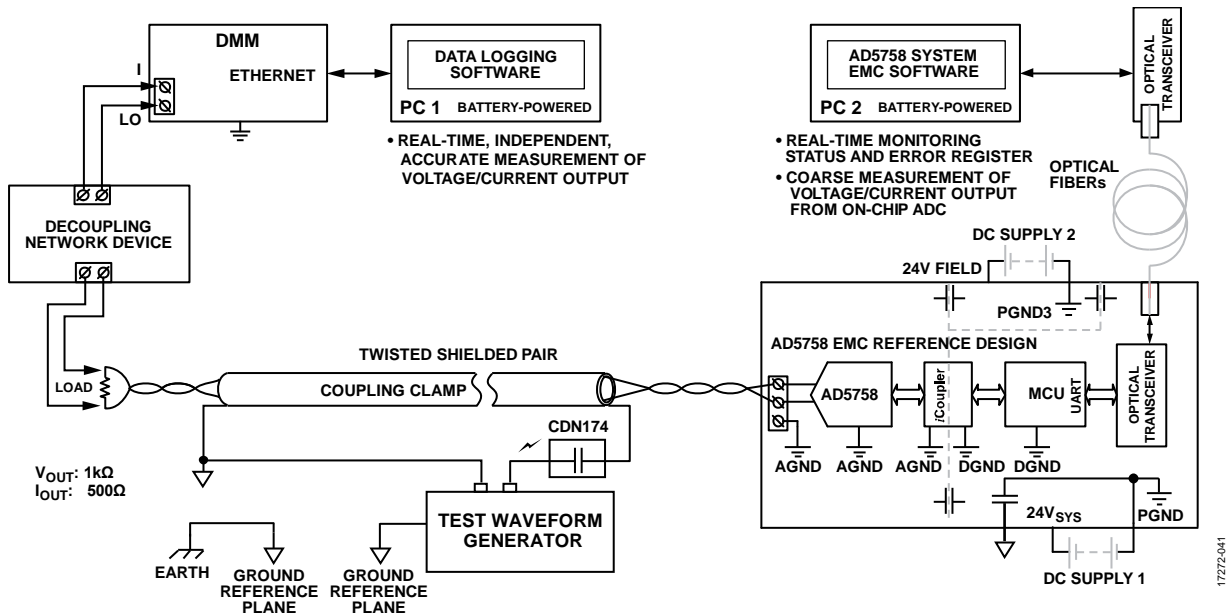 DMM
I
ETHERNET
LO
DATA LOGGING
SOFTWARE
PC 1 BATTERY-POWERED
• REAL-TIME, INDEPENDENT,
ACCURATE MEASUREMENT OF
VOLTAGE/CURRENT OUTPUT
AD5758 SYSTEM
EMC SOFTWARE
PC 2 BATTERY-POWERED
• REAL-TIME MONITORING
STATUS AND ERROR REGISTER
• COARSE MEASUREMENT OF
VOLTAGE/CURRENT OUTPUT
FROM ON-CHIP ADC
OPTICAL
TRANSCEIVER
OPTICAL
FIBERs
DECOUPLING
NETWORK DEVICE
DC SUPPLY 2
24V FIELD
PGND3
AD5758 EMC REFERENCE DESIGN
TWISTED SHIELDED PAIR
LOAD
COUPLING CLAMP
AD5758
iCoupler
MCU
UART
OPTICAL
TRANSCEIVER
CDN174
AGND
AGND
AGND
DGND
DGND
VOUT: 1kΩ
IOUT: 500Ω
TEST WAVEFORM
GENERATOR
24VSYS
PGND
EARTH
GROUND
REFERENCE
PLANE
GROUND
REFERENCE
PLANE
DC SUPPLY 1
17272-041